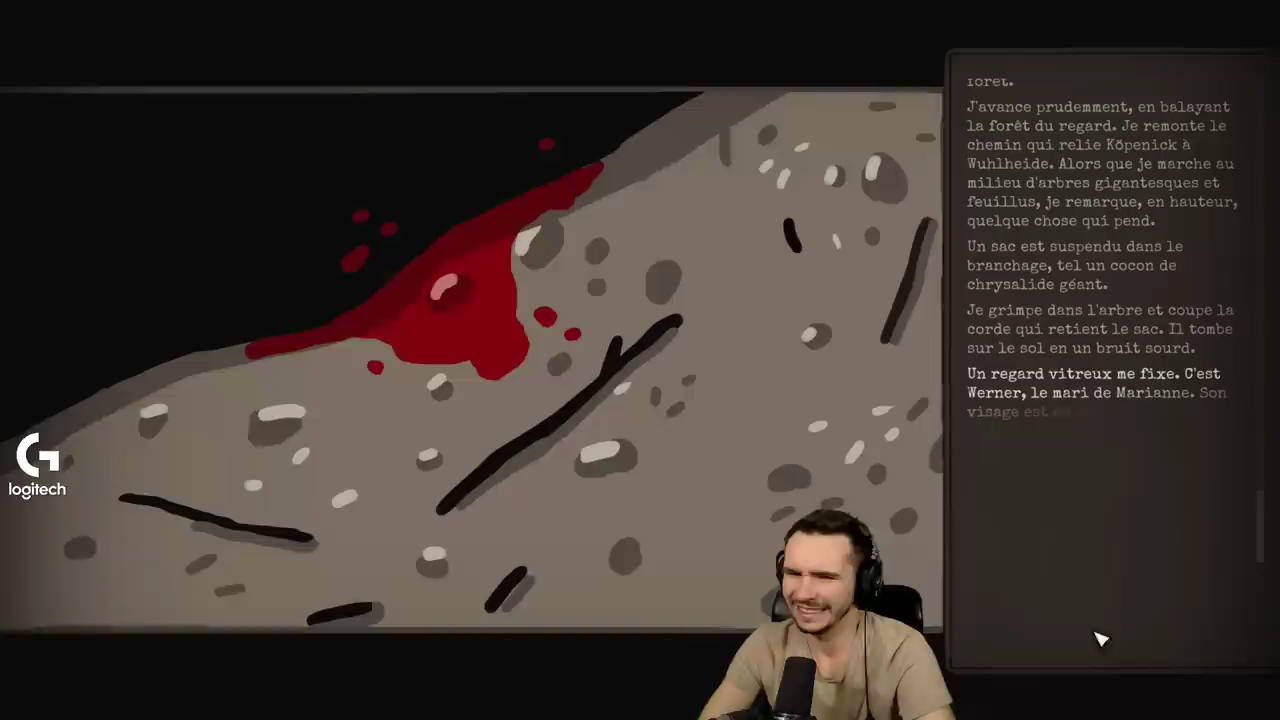 forêt.
J'avance prudemment, en balayant
la forêt du regard. Je remonte le
chemin qui relie Köpenick à
Wuhlheide. Alors que je marche au
milieu d'arbres gigantesques et
feuillus, je remarque, en hauteur,
quelque chose qui pend.
Un sac est suspendu dans le
branchage, tel un cocon de
chrysalide géant.
Je grimpe dans l'arbre et coupe la
corde qui retient le sac. Il tombe
sur le sol en un bruit sourd.
Un regard vitreux me fixe. C'est
Werner, le mari de Marianne. Son
visage est
logitech